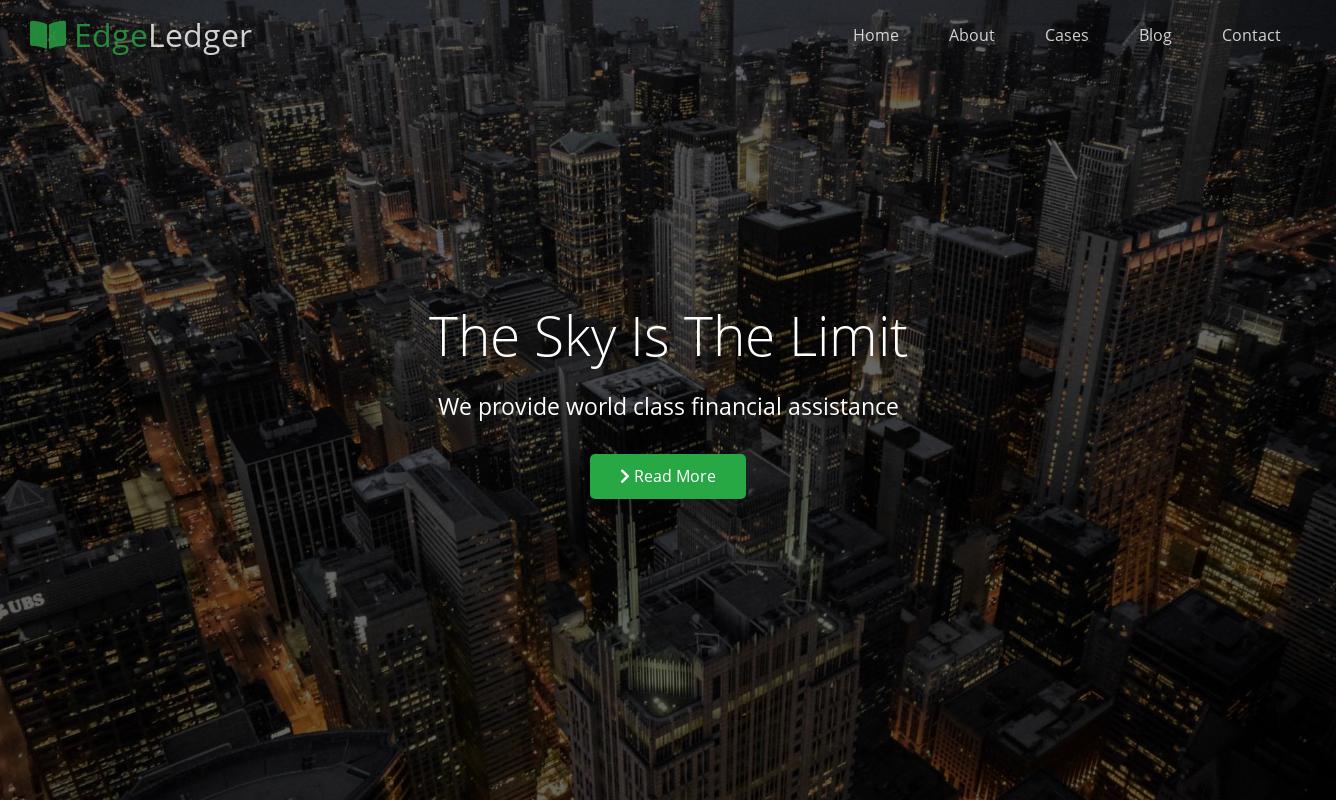 EdgeLedger
Home About Cases Blog Contact
The Sky Is The Limit
We provide world class financial assistance
Read More
UBS